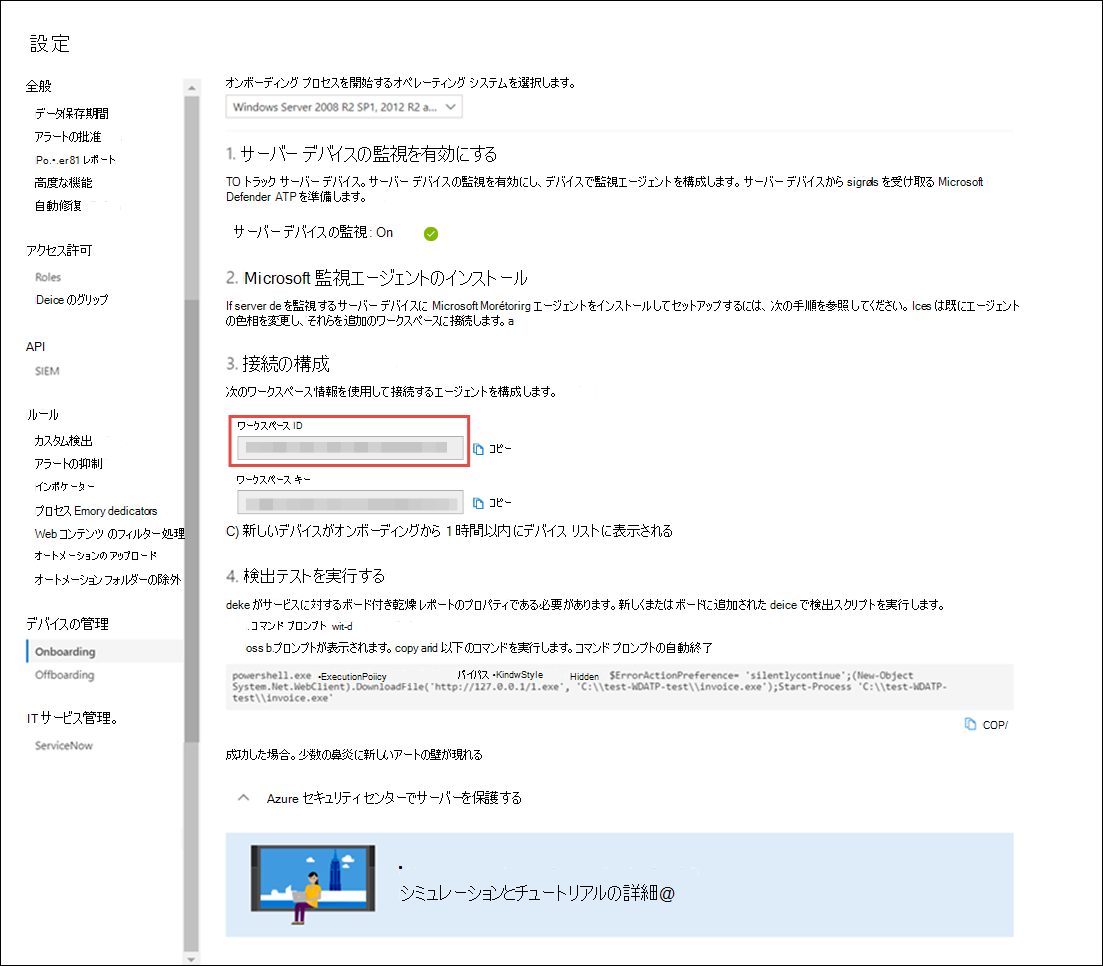 設定
全般
データ保存期間
アラートの批准
Po.•.er81 レポート
高度な機能
自動修復
アクセス許可
Roles
Deice のグリップ
API
SIEM
ルール
カスタム検出
アラートの抑制
インポケーター
プロセス Emory dedicators
Web コンテンツ のフィルター処理
オートメーションのアップロード
オートメーション フォルダーの除外
デバイスの管理
Onboarding
Offboarding
IT サービス管理。
ServiceNow
オンボーディング プロセスを開始するオペレーティング システムを選択します。
Windows Server 2008 R2 SP1, 2012 R2 a...
1. サーバー デバイスの監視を有効にする
TO トラック サーバー デバイス。サーバー デバイスの監視を有効にし、デバイスで監視エージェントを構成します。サーバー デバイスから sigrøls を受け取る Microsoft
Defender ATP を準備します。
サーバー デバイスの監視: On
2. Microsoft 監視エージェントのインストール
If server de を監視するサーバー デバイスに Microsoft Morétoring エージェントをインストールしてセットアップするには、次の手順を参照してください。Ices は既にエージェント
の色相を変更し、それらを追加のワークスペースに接続します。a
3. 接続の構成
次のワークスペース情報を使用して接続するエージェントを構成します。
ワークスペース ID
コピー
ワークスペース キー
コピー
C) 新しいデバイスがオンボーディングから 1 時間以内にデバイス リストに表示される
4. 検出テストを実行する
deke がサービスに対するボード付き乾燥レポートのプロパティである必要があります。新しくまたはボードに追加された deice で検出スクリプトを実行します。
.コマンド プロンプト wit-d
oss b.プロンプトが表示されます。copy arid 以下のコマンドを実行します。コマンド プロンプトの自動終了
powershell.exe •ExecutionPoiicy バイパス •KindwStyle Hidden $ErrorActionPreference= 'silentlycontinue';(New-Object
System.Net.WebClient).DownloadFile('http://127.0.0.1/1.exe', 'C:\\test-WDATP-test\\invoice.exe');Start-Process 'C:\\test-WDATP-
test\\invoice.exe'
COP/
成功した場合。少数の鼻炎に新しいアートの壁が現れる
Azure セキュリティ センターでサーバーを保護する
シミュレーションとチュートリアルの詳細@